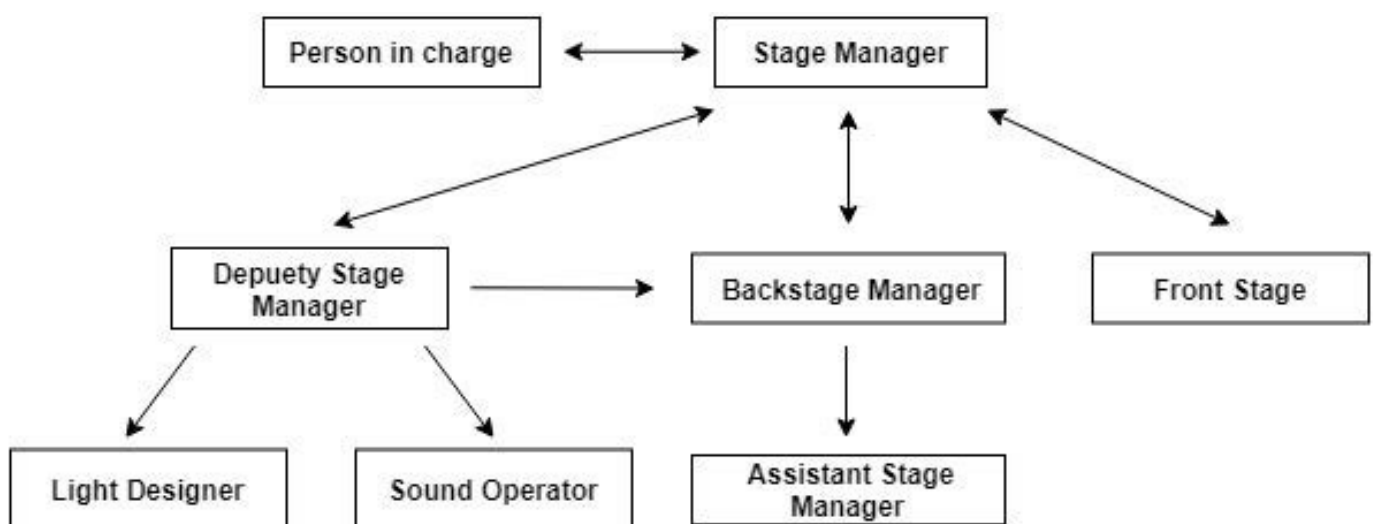 Person in charge
Stage Manager
Depuety Stage
Manager
Backstage Manager
Front Stage
Light Designer
Sound Operator
Assistant Stage
Manager